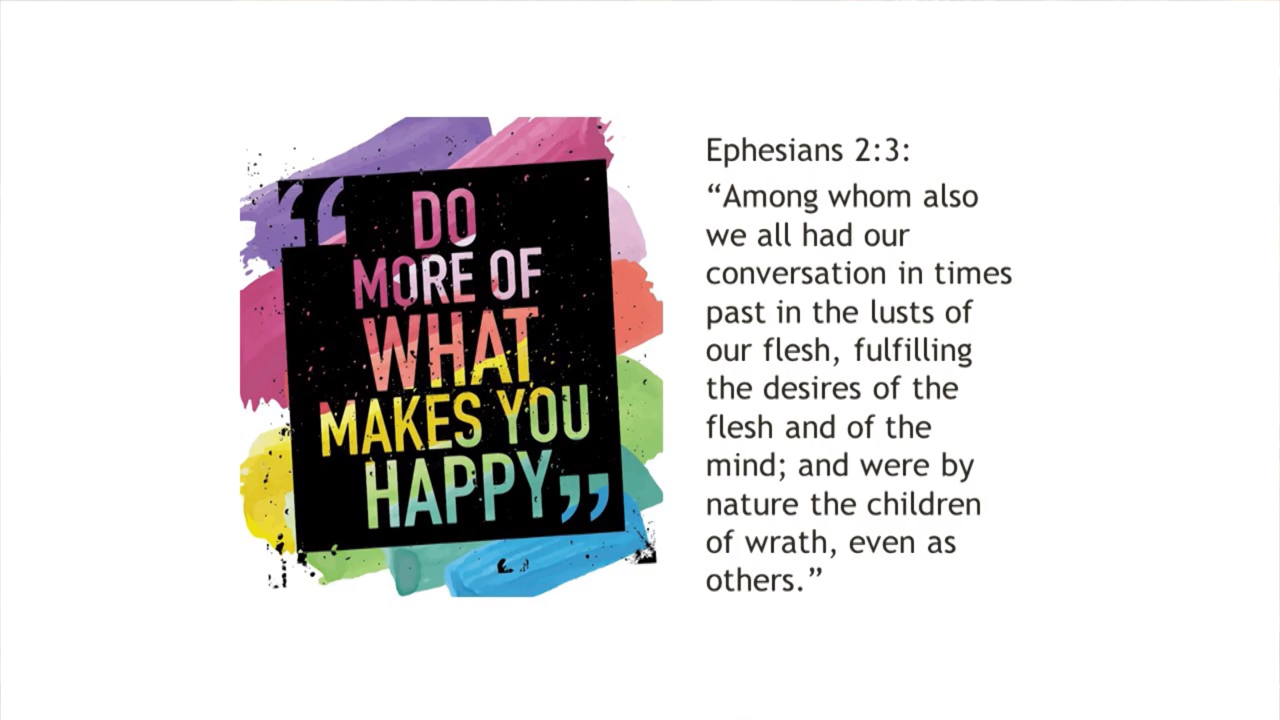 “
DO
MORE OF
WHAT
MAKES YOU
HAPPY”
Ephesians 2:3:
“Among whom also
we all had our
conversation in times
past in the lusts of
our flesh, fulfilling
the desires of the
flesh and of the
mind; and were by
nature the children
of wrath, even as
others.”